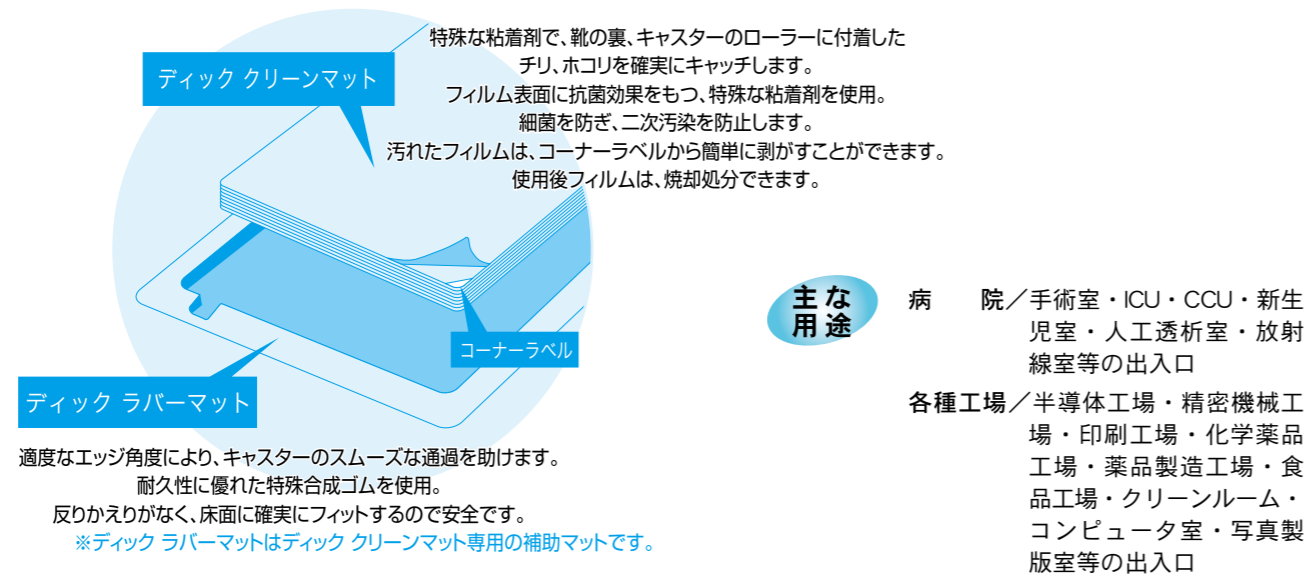 ディック クリーンマット
特殊な粘着剤で、靴の裏、キャスターのローラーに付着した
チリ、ホコリを確実にキャッチします。
フィルム表面に抗菌効果をもつ、特殊な粘着剤を使用。
細菌を防ぎ、二次汚染を防止します。
汚れたフィルムは、コーナーラベルから簡単に剥がすことができます。
使用後フィルムは、焼却処分できます。
コーナーラベル
ディック ラバーマット
適度なエッジ角度により、キャスターのスムーズな通過を助けます。
耐久性に優れた特殊合成ゴムを使用。
反りかえりがなく、床面に確実にフィットするので安全です。
※ディック ラバーマットはディック クリーンマット専用の補助マットです。
主な
用途
病　院／手術室・ICU・CCU・新生
児室・人工透析室・放射
線室等の出入口
各種工場／半導体工場・精密機械工
場・印刷工場・化学薬品
工場・薬品製造工場・食
品工場・クリーンルーム・
コンピュータ室・写真製
版室等の出入口